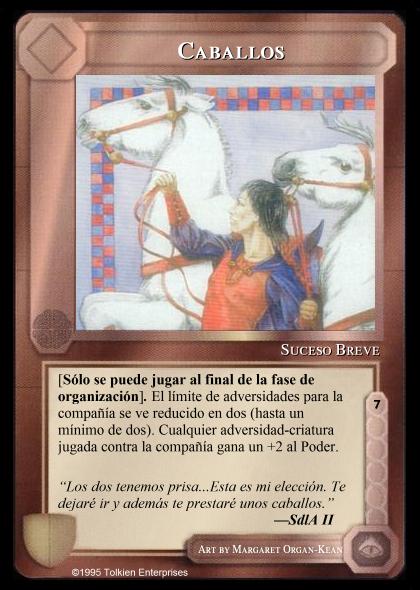 CABALLOS
SUCESO BREVE
[Sólo se puede jugar al final de la fase de
organización]. El límite de adversidades para la
compañía se ve reducido en dos (hasta un
mínimo de dos). Cualquier adversidad-criatura
jugada contra la compañía gana un +2 al Poder.
7
“Los dos tenemos prisa...Esta es mi elección. Te
dejaré ir y además te prestaré unos caballos.”
—SdlA II
ART BY MARGARET ORGAN-KEAN
©1995 Tolkien Enterprises